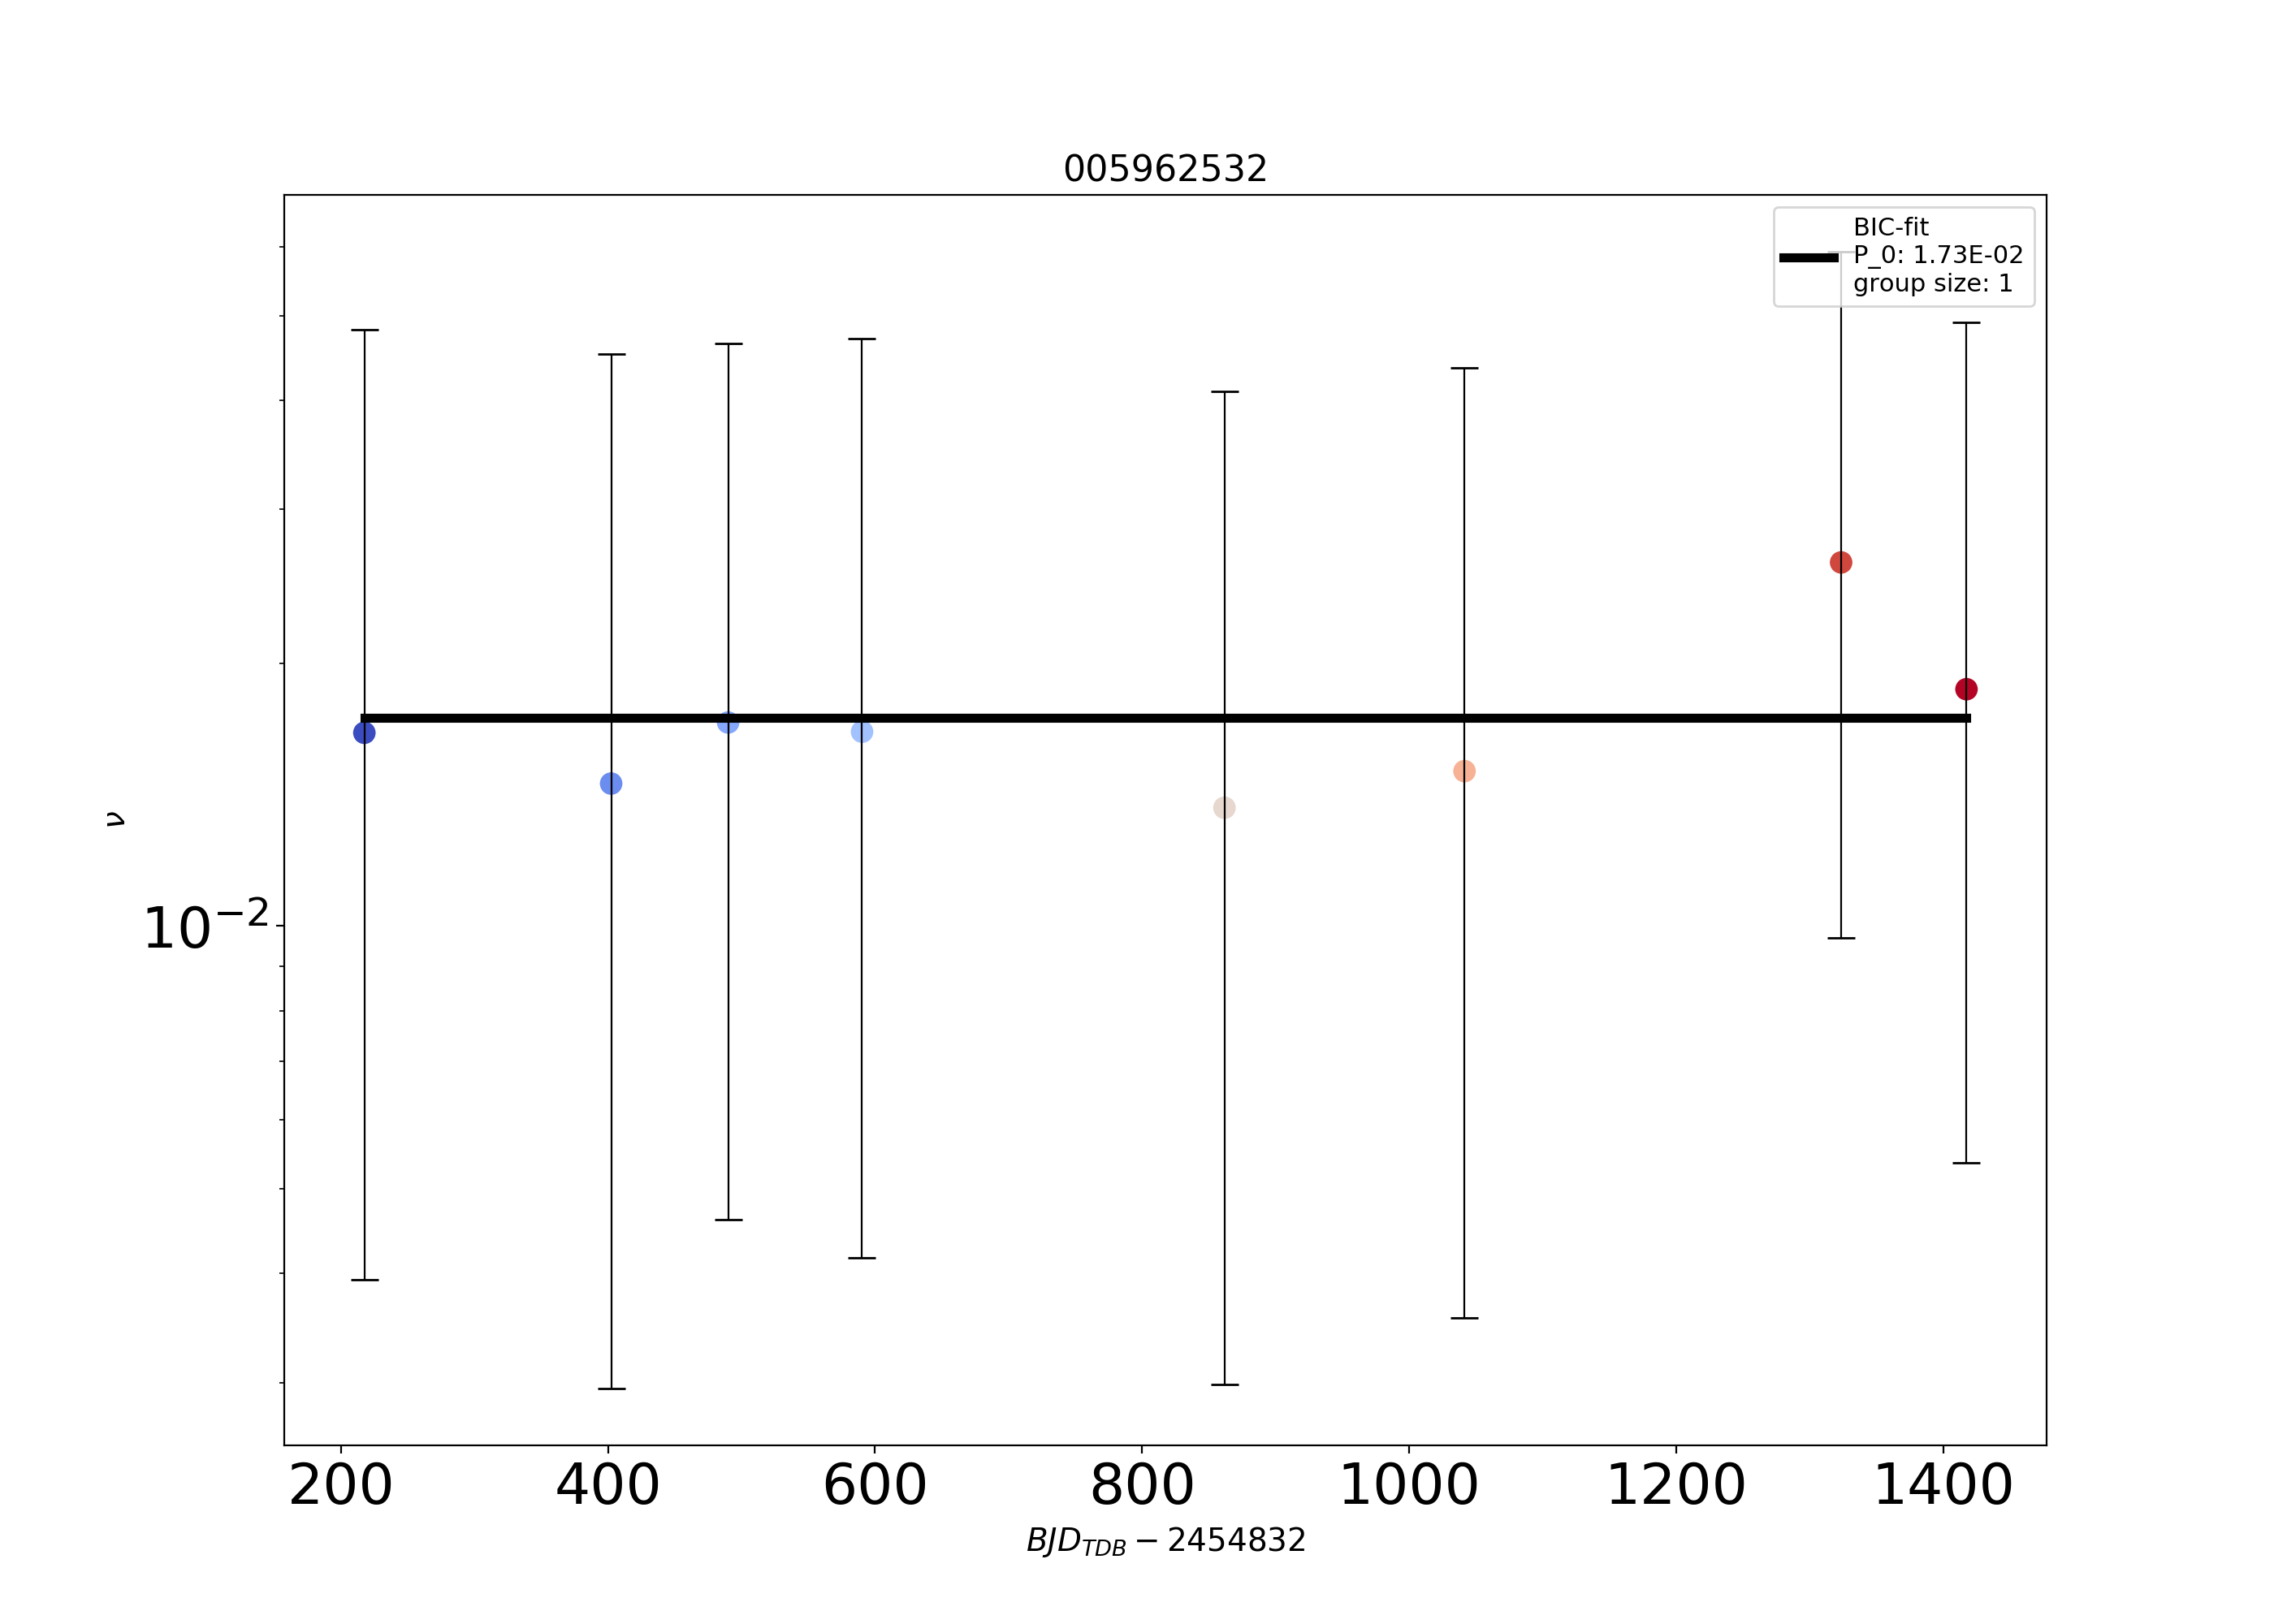 005962532
BIC-fit
P_0: 1.73E-02
group size: 1
ν
10⁻²
200 400 600 800 1000 1200 1400
BJD_TDB − 2454832